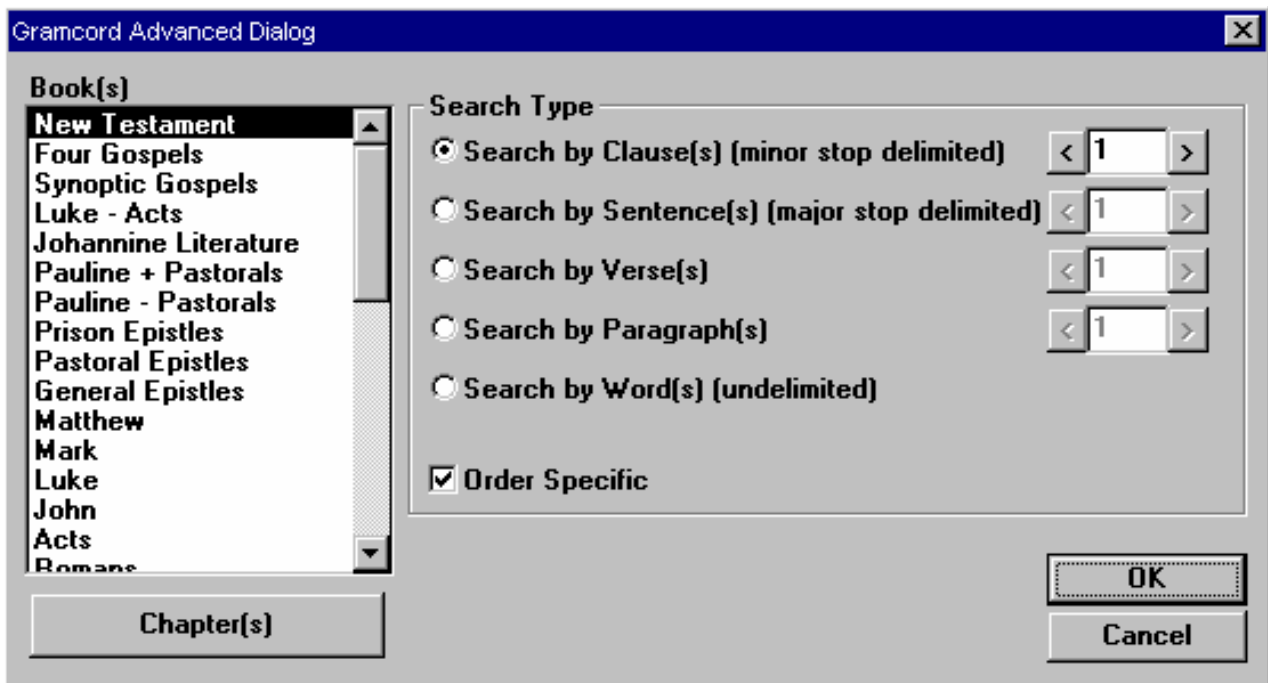 Gramcord Advanced Dialog
Book(s)
New Testament
Four Gospels
Synoptic Gospels
Luke - Acts
Johannine Literature
Pauline + Pastorals
Pauline - Pastorals
Prison Epistles
Pastoral Epistles
General Epistles
Matthew
Mark
Luke
John
Acts
Romans
Chapter(s)
Search Type
Search by Clause(s) (minor stop delimited) < 1 >
Search by Sentence(s) (major stop delimited) < 1 >
Search by Verse(s) < 1 >
Search by Paragraph(s) < 1 >
Search by Word(s) (undelimited)
Order Specific
OK
Cancel